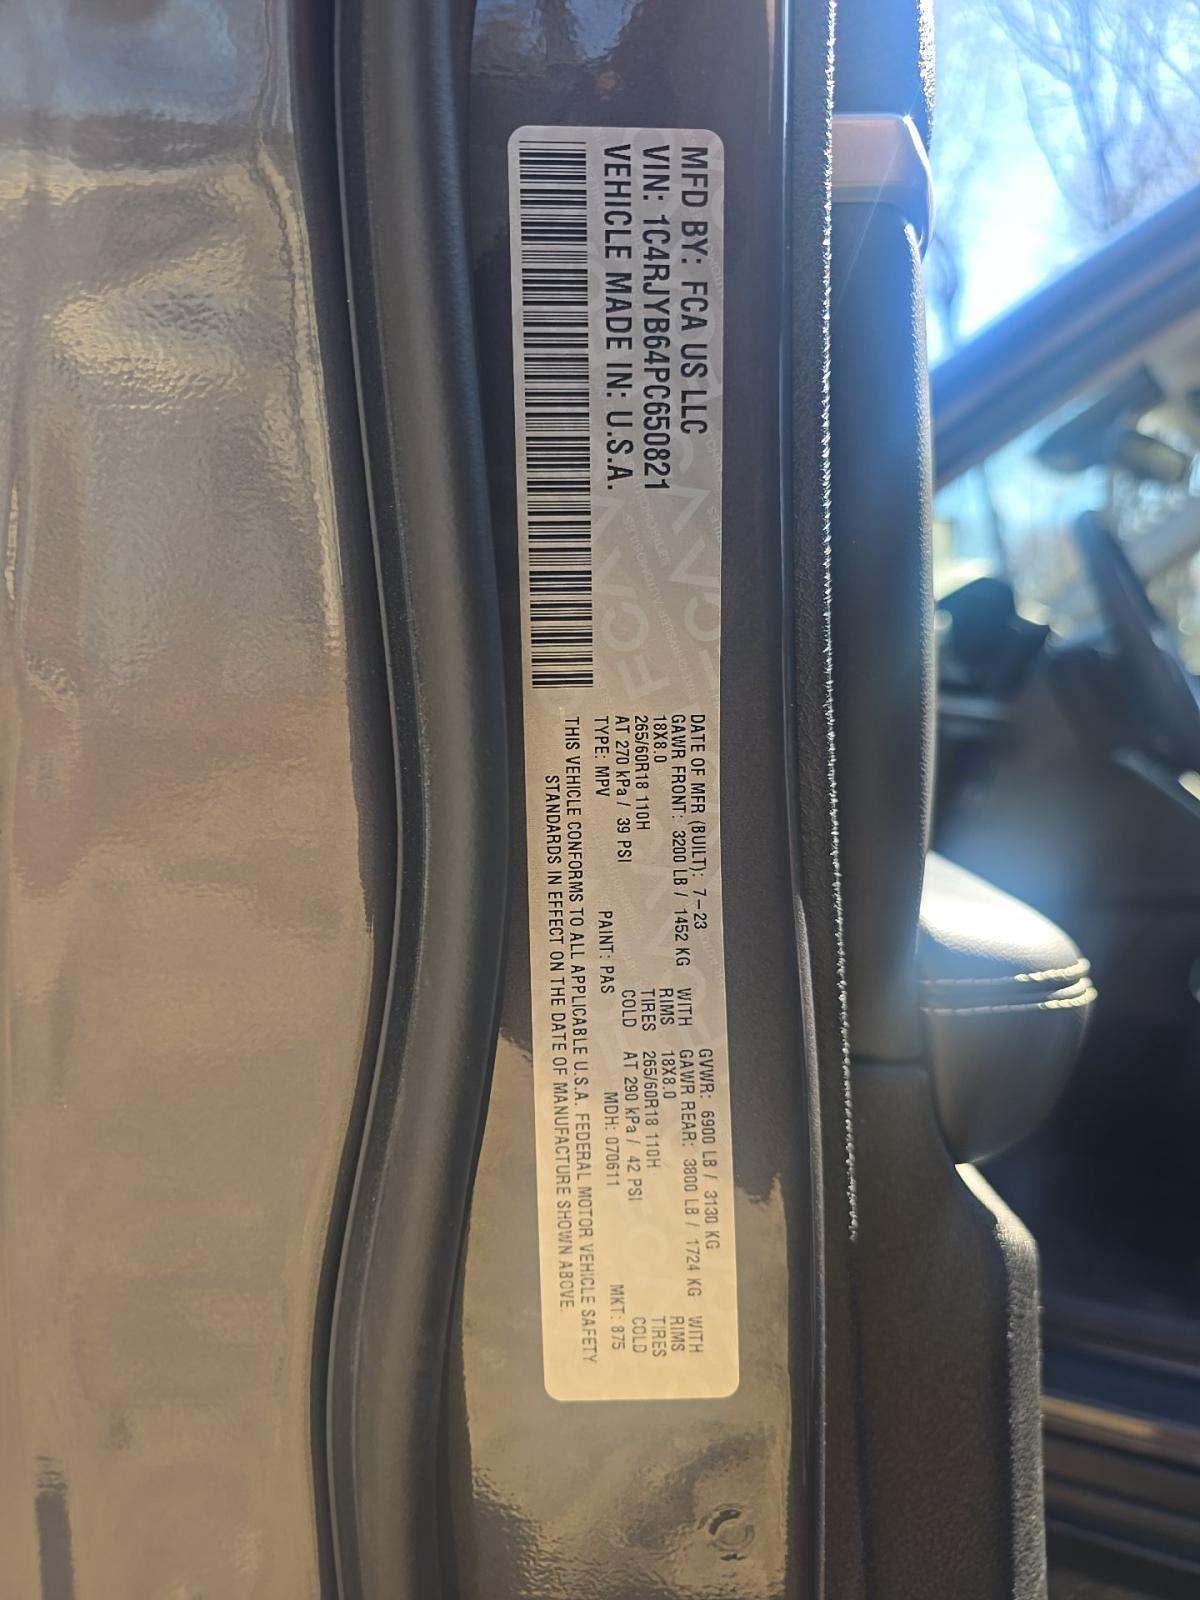 MFD BY: FCA US LLC
VIN: 1C4RJYB64PC650821
VEHICLE MADE IN: U.S.A.
DATE OF MFR (BUILT): 7-23 GVWR: 6900 LB / 3130 KG
GAWR FRONT: 3200 LB / 1452 KG WITH GAWR REAR: 3800 LB / 1724 KG WITH
18X8.0 RIMS 18X8.0 RIMS
265/60R18 110H TIRES 265/60R18 110H TIRES
AT 270 kPa / 39 PSI COLD AT 290 kPa / 42 PSI COLD
TYPE: MPV PAINT: PAS MDH: 070611 MKT: 875
THIS VEHICLE CONFORMS TO ALL APPLICABLE U.S.A. FEDERAL MOTOR VEHICLE SAFETY
STANDARDS IN EFFECT ON THE DATE OF MANUFACTURE SHOWN ABOVE.